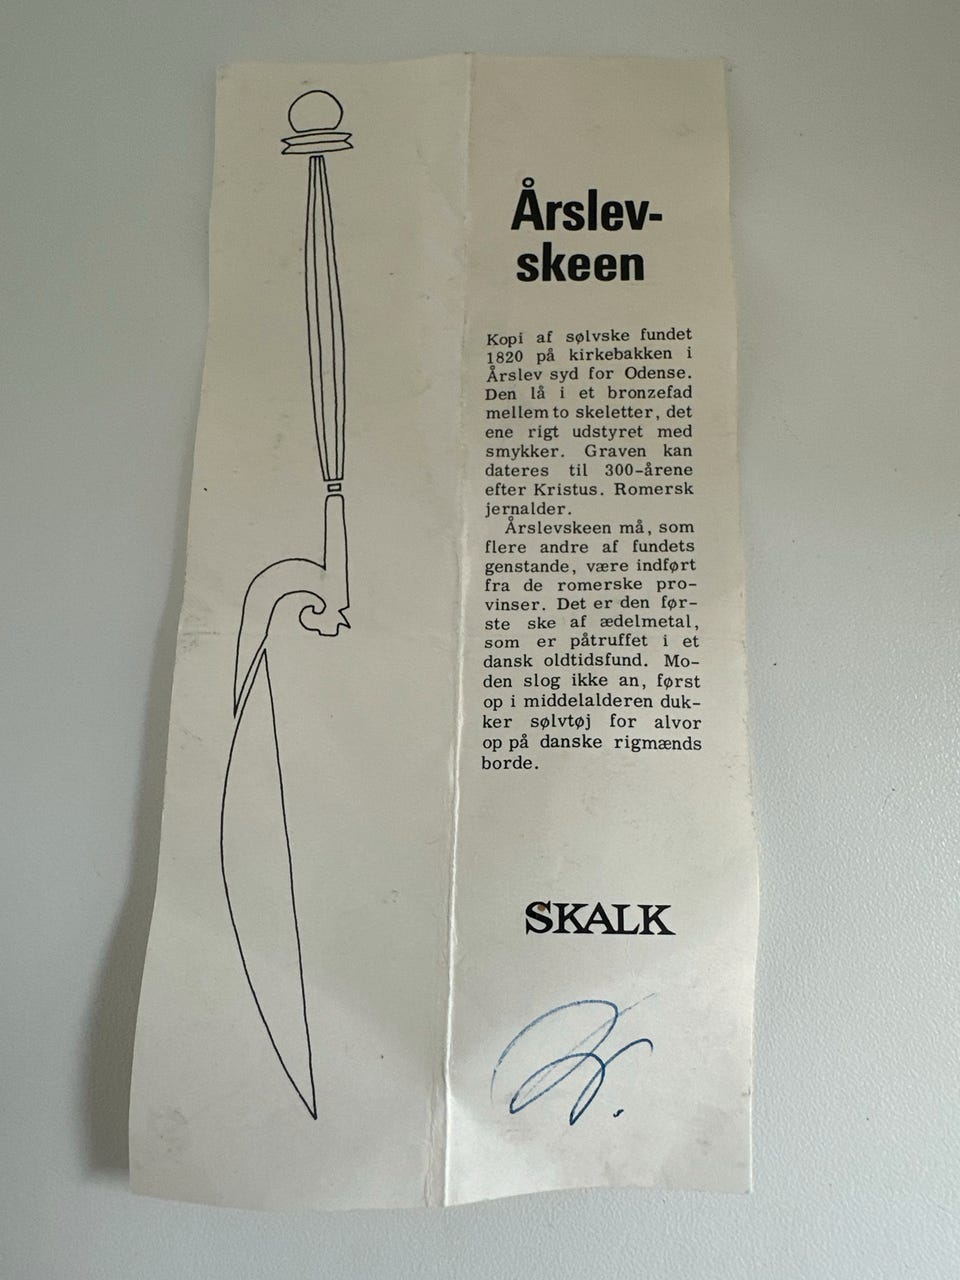 Årslev-
skeen
Kopi af sølvske fundet
1820 på kirkebakken i
Årslev syd for Odense.
Den lå i et bronzefad
mellem to skeletter, det
ene rigt udstyret med
smykker. Graven kan
dateres til 300-årene
efter Kristus. Romersk
jernalder.
Årslevskeen må, som
flere andre af fundets
genstande, være indført
fra de romerske pro-
vinser. Det er den før-
ste ske af ædelmetal,
som er påtruffet i et
dansk oldtidsfund. Mo-
den slog ikke an, først
op i middelalderen duk-
ker sølvtøj for alvor
op på danske rigmænds
borde.
SKALK